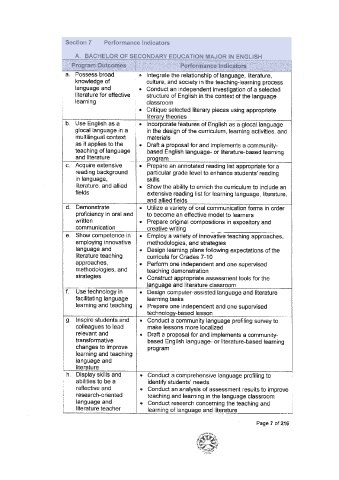 Section 7 Performance Indicators
A. BACHELOR OF SECONDARY EDUCATION MAJOR IN ENGLISH
Program Outcomes Performance Indicators
a. Possess broad
knowledge of
language and
literature for effective
learning
• Integrate the relationship of language, literature,
culture, and society in the teaching-learning process
• Conduct an independent investigation of a selected
structure of English in the context of the language
classroom
• Critique selected literary pieces using appropriate
literary theories
b. Use English as a
glocal language in a
multilingual context
as it applies to the
teaching of language
and literature
• Incorporate features of English as a glocal language
in the design of the curriculum, learning activities, and
materials
• Draft a proposal for and implements a community-
based English language- or literature-based learning
program
c. Acquire extensive
reading background
in language,
literature, and allied
fields
• Prepare an annotated reading list appropriate for a
particular grade level to enhance students' reading
skills
• Show the ability to enrich the curriculum to include an
extensive reading list for learning language, literature,
and allied fields
d. Demonstrate
proficiency in oral and
written
communication
• Utilize a variety of oral communication forms in order
to become an effective model to learners
• Prepare original compositions in expository and
creative writing
e. Show competence in
employing innovative
language and
literature teaching
approaches,
methodologies, and
strategies
• Employ a variety of innovative teaching approaches,
methodologies, and strategies
• Design learning plans following expectations of the
curricula for Grades 7-10
• Perform one independent and one supervised
teaching demonstration
• Construct appropriate assessment tools for the
language and literature classroom
f. Use technology in
facilitating language
learning and teaching
• Design computer-assisted language and literature
learning tasks
• Prepare one independent and one supervised
technology-based lesson
g. Inspire students and
colleagues to lead
relevant and
transformative
changes to improve
learning and teaching
language and
literature
• Conduct a community language profiling survey to
make lessons more localized
• Draft a proposal for and implements a community-
based English language- or literature-based learning
program
h. Display skills and
abilities to be a
reflective and
research-oriented
language and
literature teacher
• Conduct a comprehensive language profiling to
identify students' needs
• Conduct an analysis of assessment results to improve
teaching and learning in the language classroom
• Conduct research concerning the teaching and
learning of language and literature
Page 7 of 216